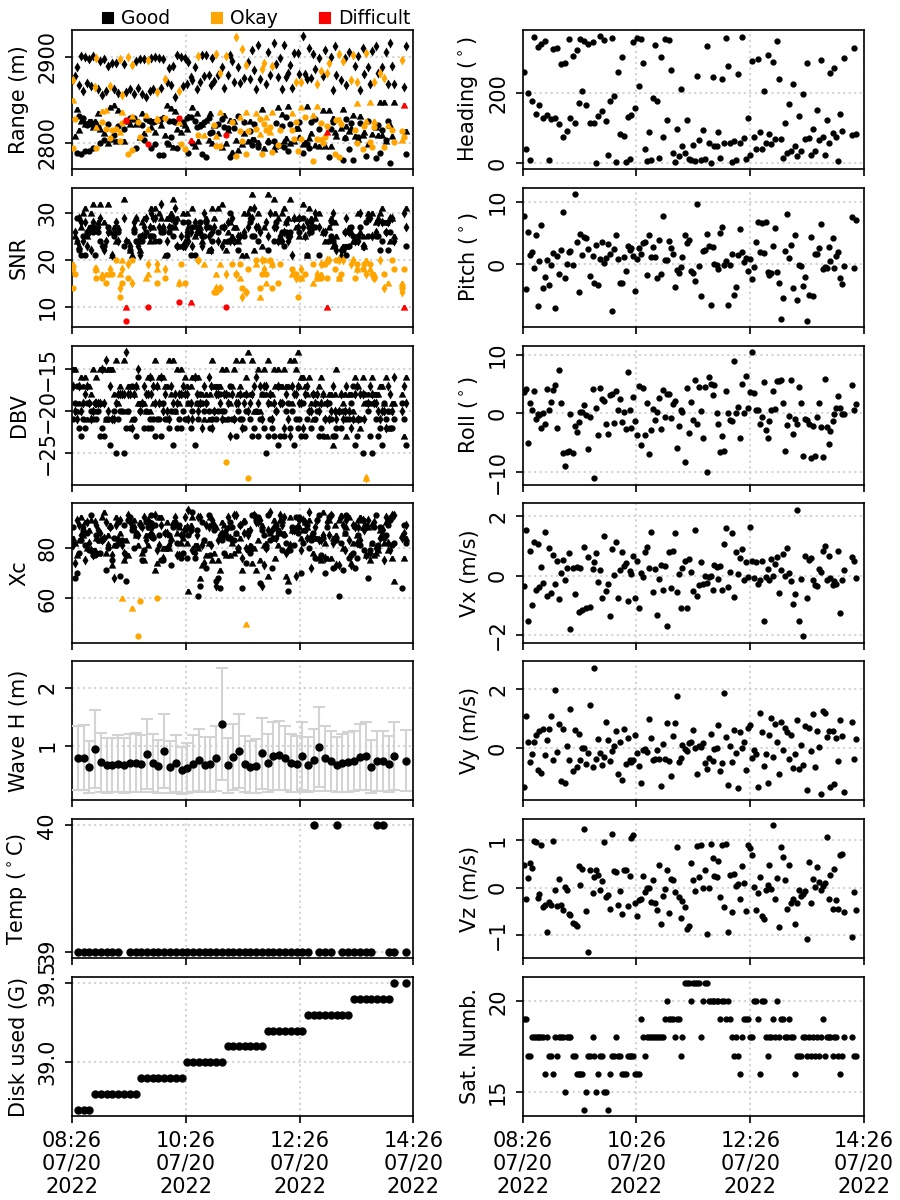 Good Okay Difficult
Range (m)
2900
2800
Heading (°)
200
0
SNR
30
20
10
Pitch (°)
10
0
DBV
−15
−20
−25
Roll (°)
10
0
−10
Xc
80
60
Vx (m/s)
2
0
−2
Wave H (m)
2
1
Vy (m/s)
2
0
Temp (°C)
40
39
Vz (m/s)
1
0
−1
Disk used (G)
39.5
39.0
Sat. Numb.
20
15
08:26 10:26 12:26 14:26
07/20 07/20 07/20 07/20
2022 2022 2022 2022
08:26 10:26 12:26 14:26
07/20 07/20 07/20 07/20
2022 2022 2022 2022